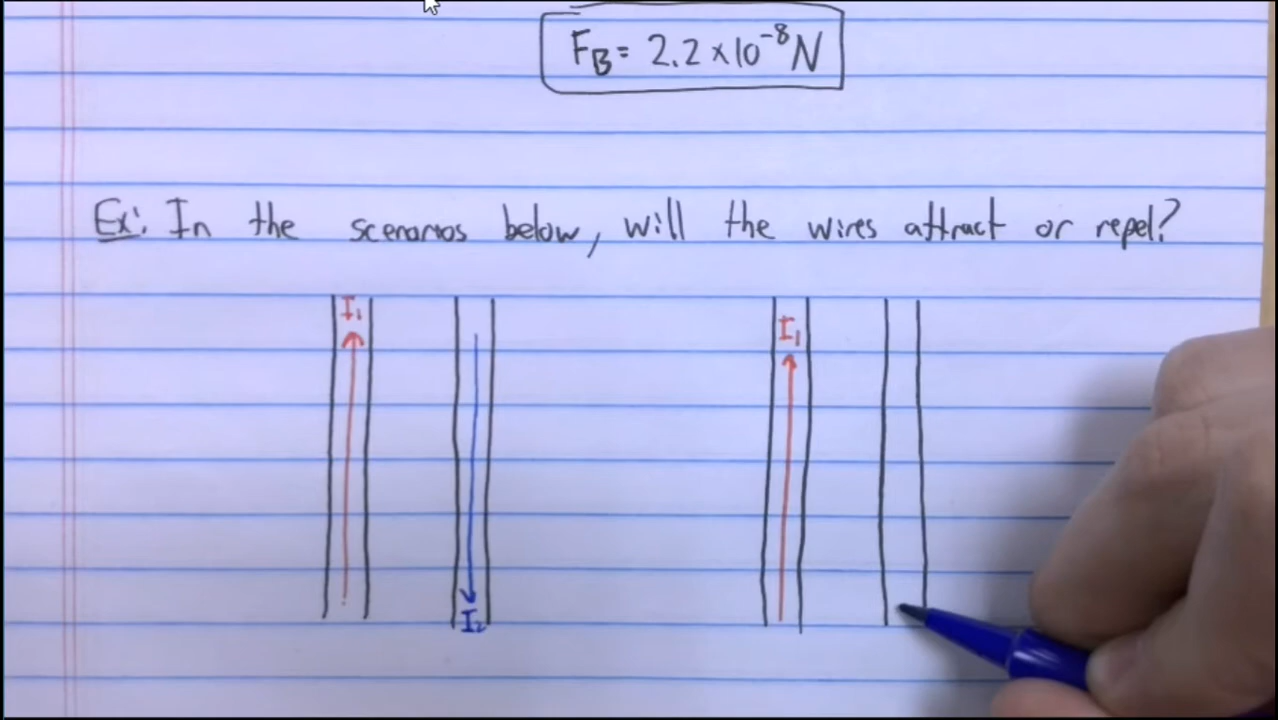 F_B = 2.2 × 10⁻⁸ N
Ex: In the scenarios below, will the wires attract or repel?
I₁
I₁
I₂